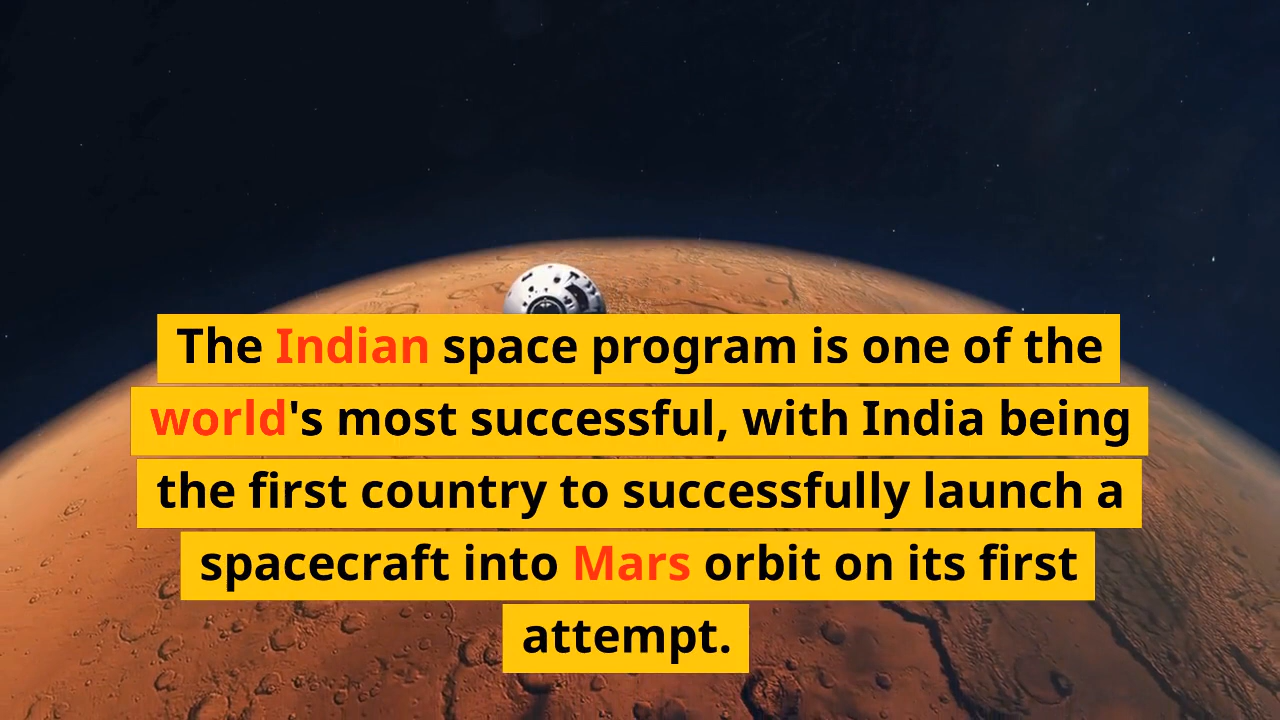 The Indian space program is one of the
world's most successful, with India being
the first country to successfully launch a
spacecraft into Mars orbit on its first
attempt.